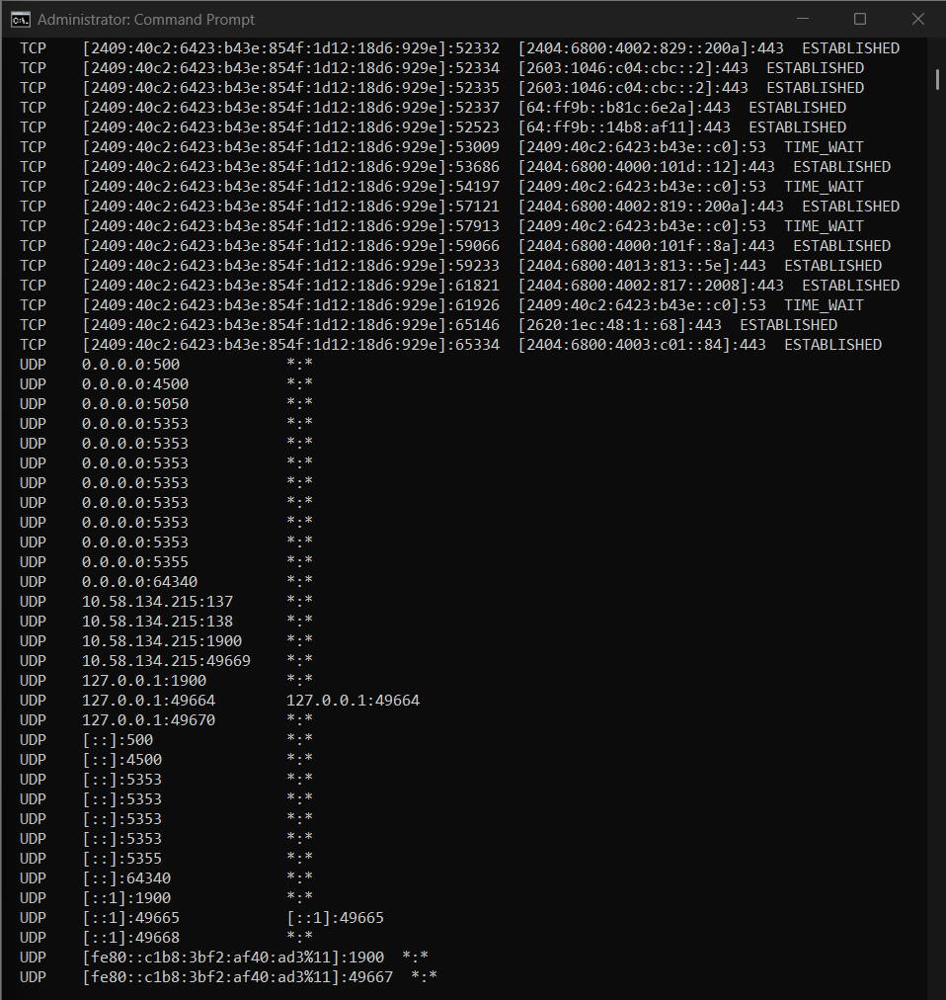 Administrator: Command Prompt
TCP    [2409:40c2:6423:b43e:854f:1d12:18d6:929e]:52332  [2404:6800:4002:829::200a]:443  ESTABLISHED
TCP    [2409:40c2:6423:b43e:854f:1d12:18d6:929e]:52334  [2603:1046:c04:cbc::2]:443  ESTABLISHED
TCP    [2409:40c2:6423:b43e:854f:1d12:18d6:929e]:52335  [2603:1046:c04:cbc::2]:443  ESTABLISHED
TCP    [2409:40c2:6423:b43e:854f:1d12:18d6:929e]:52337  [64:ff9b::b81c:6e2a]:443  ESTABLISHED
TCP    [2409:40c2:6423:b43e:854f:1d12:18d6:929e]:52523  [64:ff9b::14b8:af11]:443  ESTABLISHED
TCP    [2409:40c2:6423:b43e:854f:1d12:18d6:929e]:53009  [2409:40c2:6423:b43e::c0]:53  TIME_WAIT
TCP    [2409:40c2:6423:b43e:854f:1d12:18d6:929e]:53686  [2404:6800:4000:101d::12]:443  ESTABLISHED
TCP    [2409:40c2:6423:b43e:854f:1d12:18d6:929e]:54197  [2409:40c2:6423:b43e::c0]:53  TIME_WAIT
TCP    [2409:40c2:6423:b43e:854f:1d12:18d6:929e]:57121  [2404:6800:4002:819::200a]:443  ESTABLISHED
TCP    [2409:40c2:6423:b43e:854f:1d12:18d6:929e]:57913  [2409:40c2:6423:b43e::c0]:53  TIME_WAIT
TCP    [2409:40c2:6423:b43e:854f:1d12:18d6:929e]:59066  [2404:6800:4000:101f::8a]:443  ESTABLISHED
TCP    [2409:40c2:6423:b43e:854f:1d12:18d6:929e]:59233  [2404:6800:4013:813::5e]:443  ESTABLISHED
TCP    [2409:40c2:6423:b43e:854f:1d12:18d6:929e]:61821  [2404:6800:4002:817::2008]:443  ESTABLISHED
TCP    [2409:40c2:6423:b43e:854f:1d12:18d6:929e]:61926  [2409:40c2:6423:b43e::c0]:53  TIME_WAIT
TCP    [2409:40c2:6423:b43e:854f:1d12:18d6:929e]:65146  [2620:1ec:48:1::68]:443  ESTABLISHED
TCP    [2409:40c2:6423:b43e:854f:1d12:18d6:929e]:65334  [2404:6800:4003:c01::84]:443  ESTABLISHED
UDP    0.0.0.0:500            *:*
UDP    0.0.0.0:4500           *:*
UDP    0.0.0.0:5050           *:*
UDP    0.0.0.0:5353           *:*
UDP    0.0.0.0:5353           *:*
UDP    0.0.0.0:5353           *:*
UDP    0.0.0.0:5353           *:*
UDP    0.0.0.0:5353           *:*
UDP    0.0.0.0:5353           *:*
UDP    0.0.0.0:5353           *:*
UDP    0.0.0.0:5355           *:*
UDP    0.0.0.0:64340          *:*
UDP    10.58.134.215:137      *:*
UDP    10.58.134.215:138      *:*
UDP    10.58.134.215:1900     *:*
UDP    10.58.134.215:49669    *:*
UDP    127.0.0.1:1900         *:*
UDP    127.0.0.1:49664        127.0.0.1:49664
UDP    127.0.0.1:49670        *:*
UDP    [::]:500               *:*
UDP    [::]:4500              *:*
UDP    [::]:5353              *:*
UDP    [::]:5353              *:*
UDP    [::]:5353              *:*
UDP    [::]:5353              *:*
UDP    [::]:5355              *:*
UDP    [::]:64340             *:*
UDP    [::1]:1900             *:*
UDP    [::1]:49665            [::1]:49665
UDP    [::1]:49668            *:*
UDP    [fe80::c1b8:3bf2:af40:ad3%11]:1900  *:*
UDP    [fe80::c1b8:3bf2:af40:ad3%11]:49667  *:*